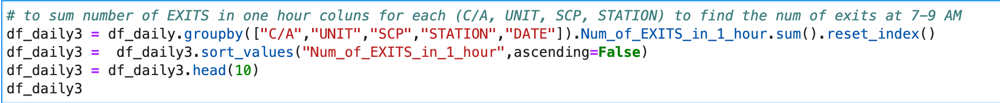 # to sum number of EXITS in one hour coluns for each (C/A, UNIT, SCP, STATION) to find the num of exits at 7-9 AM
df_daily3 = df_daily.groupby(["C/A","UNIT","SCP","STATION","DATE"]).Num_of_EXITS_in_1_hour.sum().reset_index()
df_daily3 =  df_daily3.sort_values("Num_of_EXITS_in_1_hour",ascending=False)
df_daily3 = df_daily3.head(10)
df_daily3